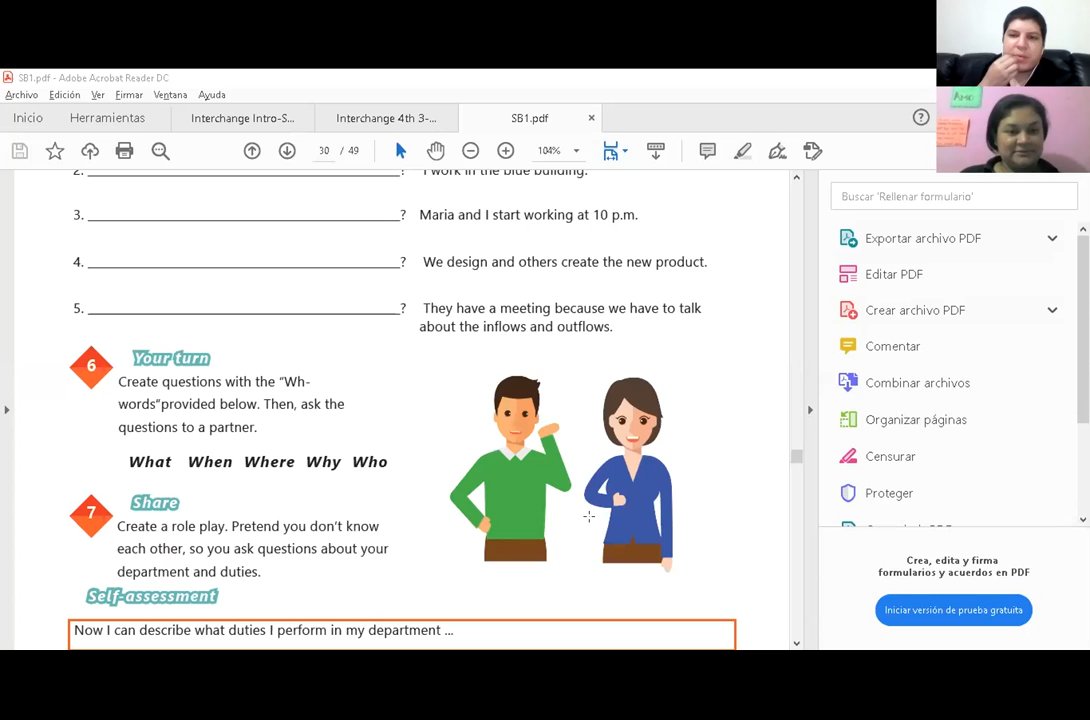 SB1.pdf - Adobe Acrobat Reader DC
Archivo Edición Ver Firmar Ventana Ayuda
Inicio Herramientas Interchange Intro-S... Interchange 4th 3-... SB1.pdf ×
30 / 49 104%
2. ? I work in the blue building.
3. ? Maria and I start working at 10 p.m.
4. ? We design and others create the new product.
5. ? They have a meeting because we have to talk
about the inflows and outflows.
6 Your turn
Create questions with the "Wh-
words"provided below. Then, ask the
questions to a partner.
What When Where Why Who
7 Share
Create a role play. Pretend you don't know
each other, so you ask questions about your
department and duties.
Self-assessment
Now I can describe what duties I perform in my department ...
Buscar 'Rellenar formulario'
Exportar archivo PDF
Editar PDF
Crear archivo PDF
Comentar
Combinar archivos
Organizar páginas
Censurar
Proteger
Crea, edita y firma
formularios y acuerdos en PDF
Iniciar versión de prueba gratuita